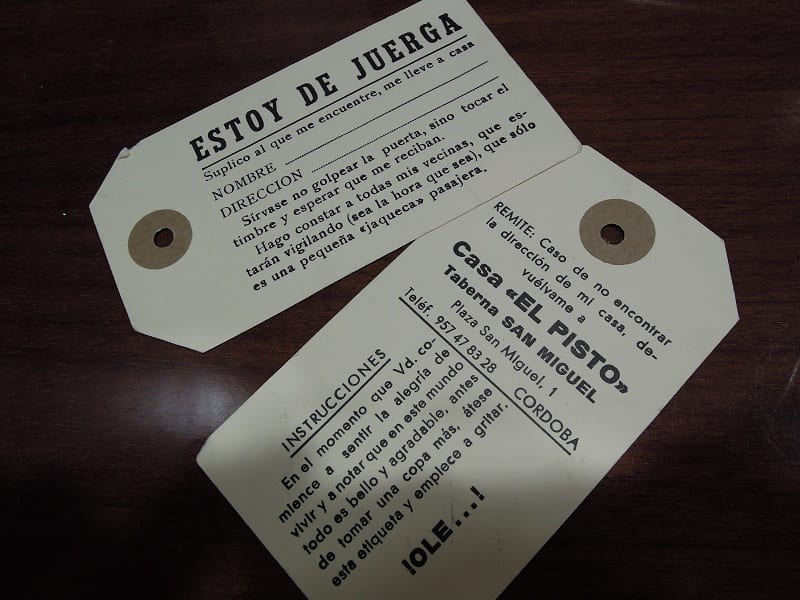 ESTOY DE JUERGA
Suplico al que me encuentre, me lleve a casa
NOMBRE
DIRECCION
Sírvase no golpear la puerta, sino tocar el
timbre y esperar que me reciban.
Hago constar a todas mis vecinas, que es-
tarán vigilando (sea la hora que sea), que sólo
es una pequeña «jaqueca» pasajera.
REMITE: Caso de no encontrar
la dirección de mi casa, de-
vuélvame a
Casa «EL PISTO»
Taberna SAN MIGUEL
Plaza San Miguel, 1
Teléf. 957 47 83 28 CORDOBA
INSTRUCCIONES
En el momento que Vd. co-
mience a sentir la alegría de
vivir y a notar que en este mundo
todo es bello y agradable, antes
de tomar una copa más, átese
esta etiqueta y empiece a gritar:
¡OLE...!